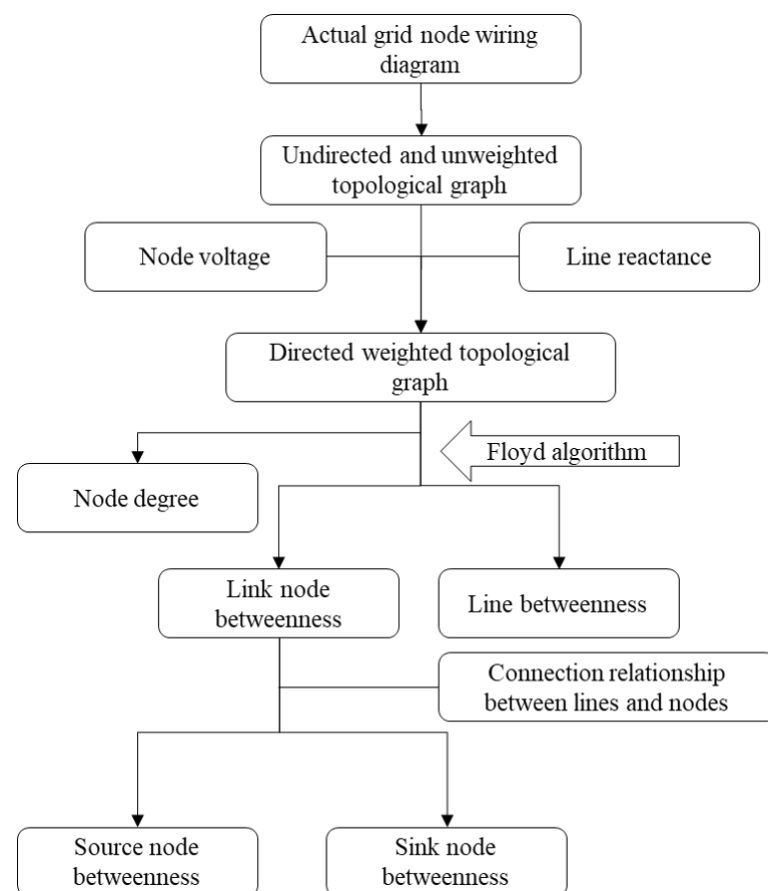 Actual grid node wiring
diagram
Undirected and unweighted
topological graph
Node voltage
Line reactance
Directed weighted topological
graph
Floyd algorithm
Node degree
Link node
betweenness
Line betweenness
Connection relationship
between lines and nodes
Source node
betweenness
Sink node
betweenness